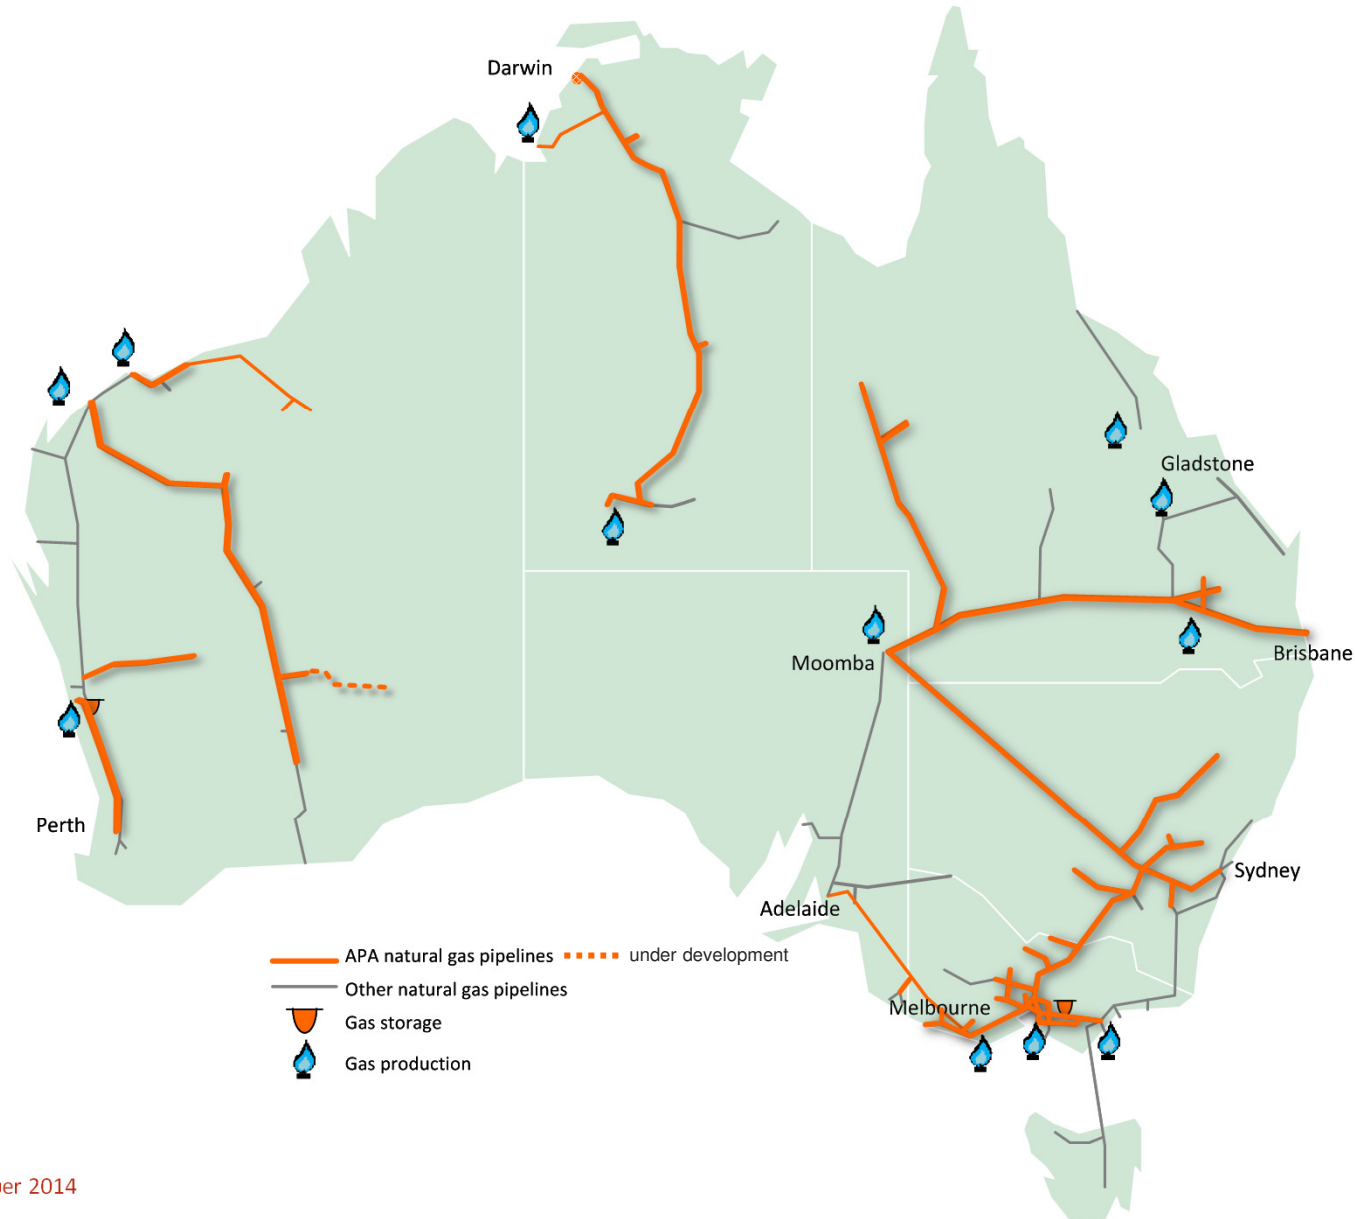 Darwin
Gladstone
Brisbane
Moomba
Perth
Sydney
Adelaide
APA natural gas pipelines under development
Other natural gas pipelines
Melbourne
Gas storage
Gas production
2014